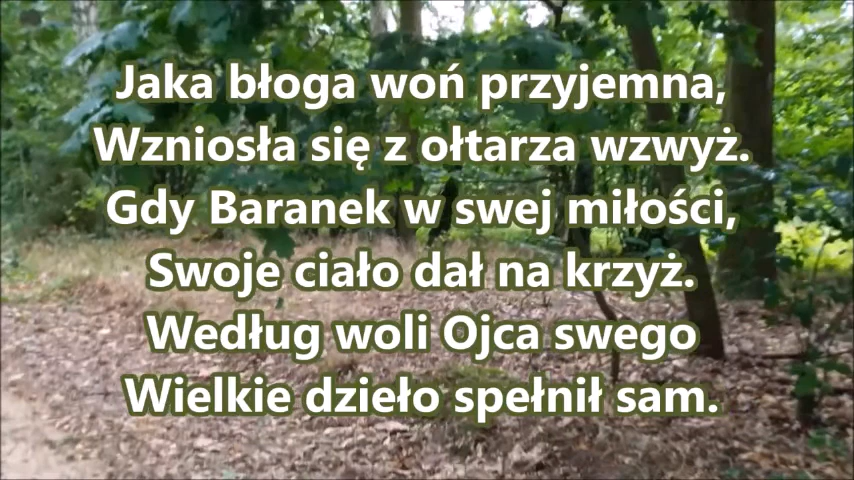 Jaka błoga woń przyjemna,
Wzniosła się z ołtarza wzwyż.
Gdy Baranek w swej miłości,
Swoje ciało dał na krzyż.
Według woli Ojca swego
Wielkie dzieło spełnił sam.